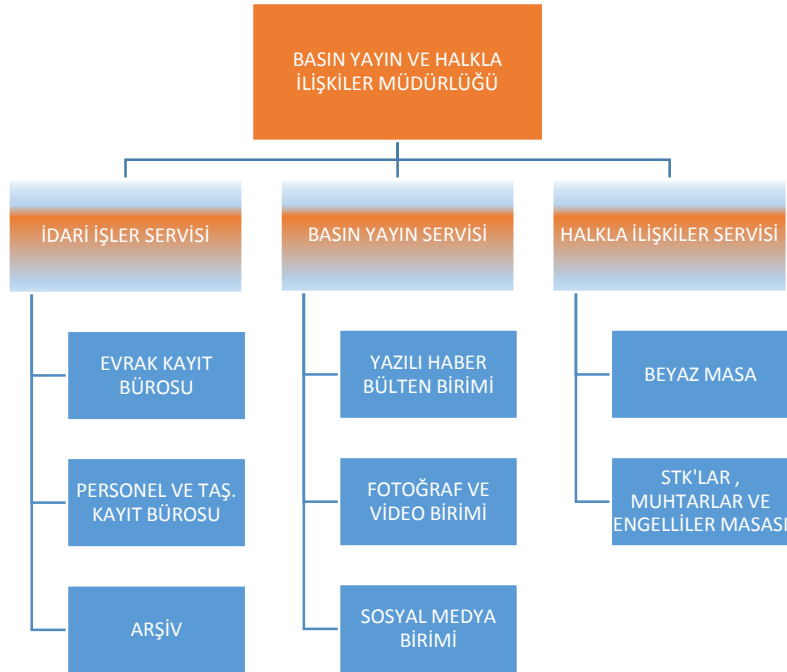 BASIN YAYIN VE HALKLA
İLİŞKİLER MÜDÜRLÜĞÜ
İDARİ İŞLER SERVİSİ
BASIN YAYIN SERVİSİ
HALKLA İLİŞKİLER SERVİSİ
EVRAK KAYIT
BÜROSU
YAZILI HABER
BÜLTEN BİRİMİ
BEYAZ MASA
PERSONEL VE TAŞ.
KAYIT BÜROSU
FOTOĞRAF VE
VİDEO BİRİMİ
STK'LAR ,
MUHTARLAR VE
ENGELLİLER MASASI
ARŞİV
SOSYAL MEDYA
BİRİMİ